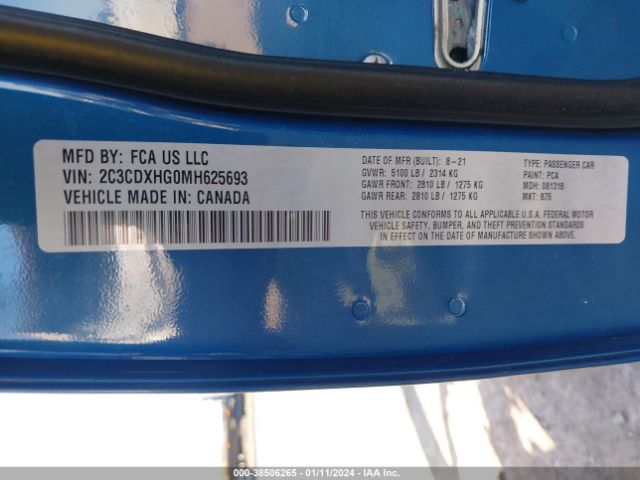 MFD BY: FCA US LLC
VIN: 2C3CDXHG0MH625693
VEHICLE MADE IN: CANADA
DATE OF MFR (BUILT): 8-21
GVWR: 5100 LB / 2314 KG
GAWR FRONT: 2810 LB / 1275 KG
GAWR REAR: 2810 LB / 1275 KG
TYPE: PASSENGER CAR
PAINT: PCA
MDH: 081318
MKT: 875
THIS VEHICLE CONFORMS TO ALL APPLICABLE U.S.A. FEDERAL MOTOR
VEHICLE SAFETY, BUMPER, AND THEFT PREVENTION STANDARDS
IN EFFECT ON THE DATE OF MANUFACTURE SHOWN ABOVE.
000-38506265 - 01/11/2024 - IAAI.COM